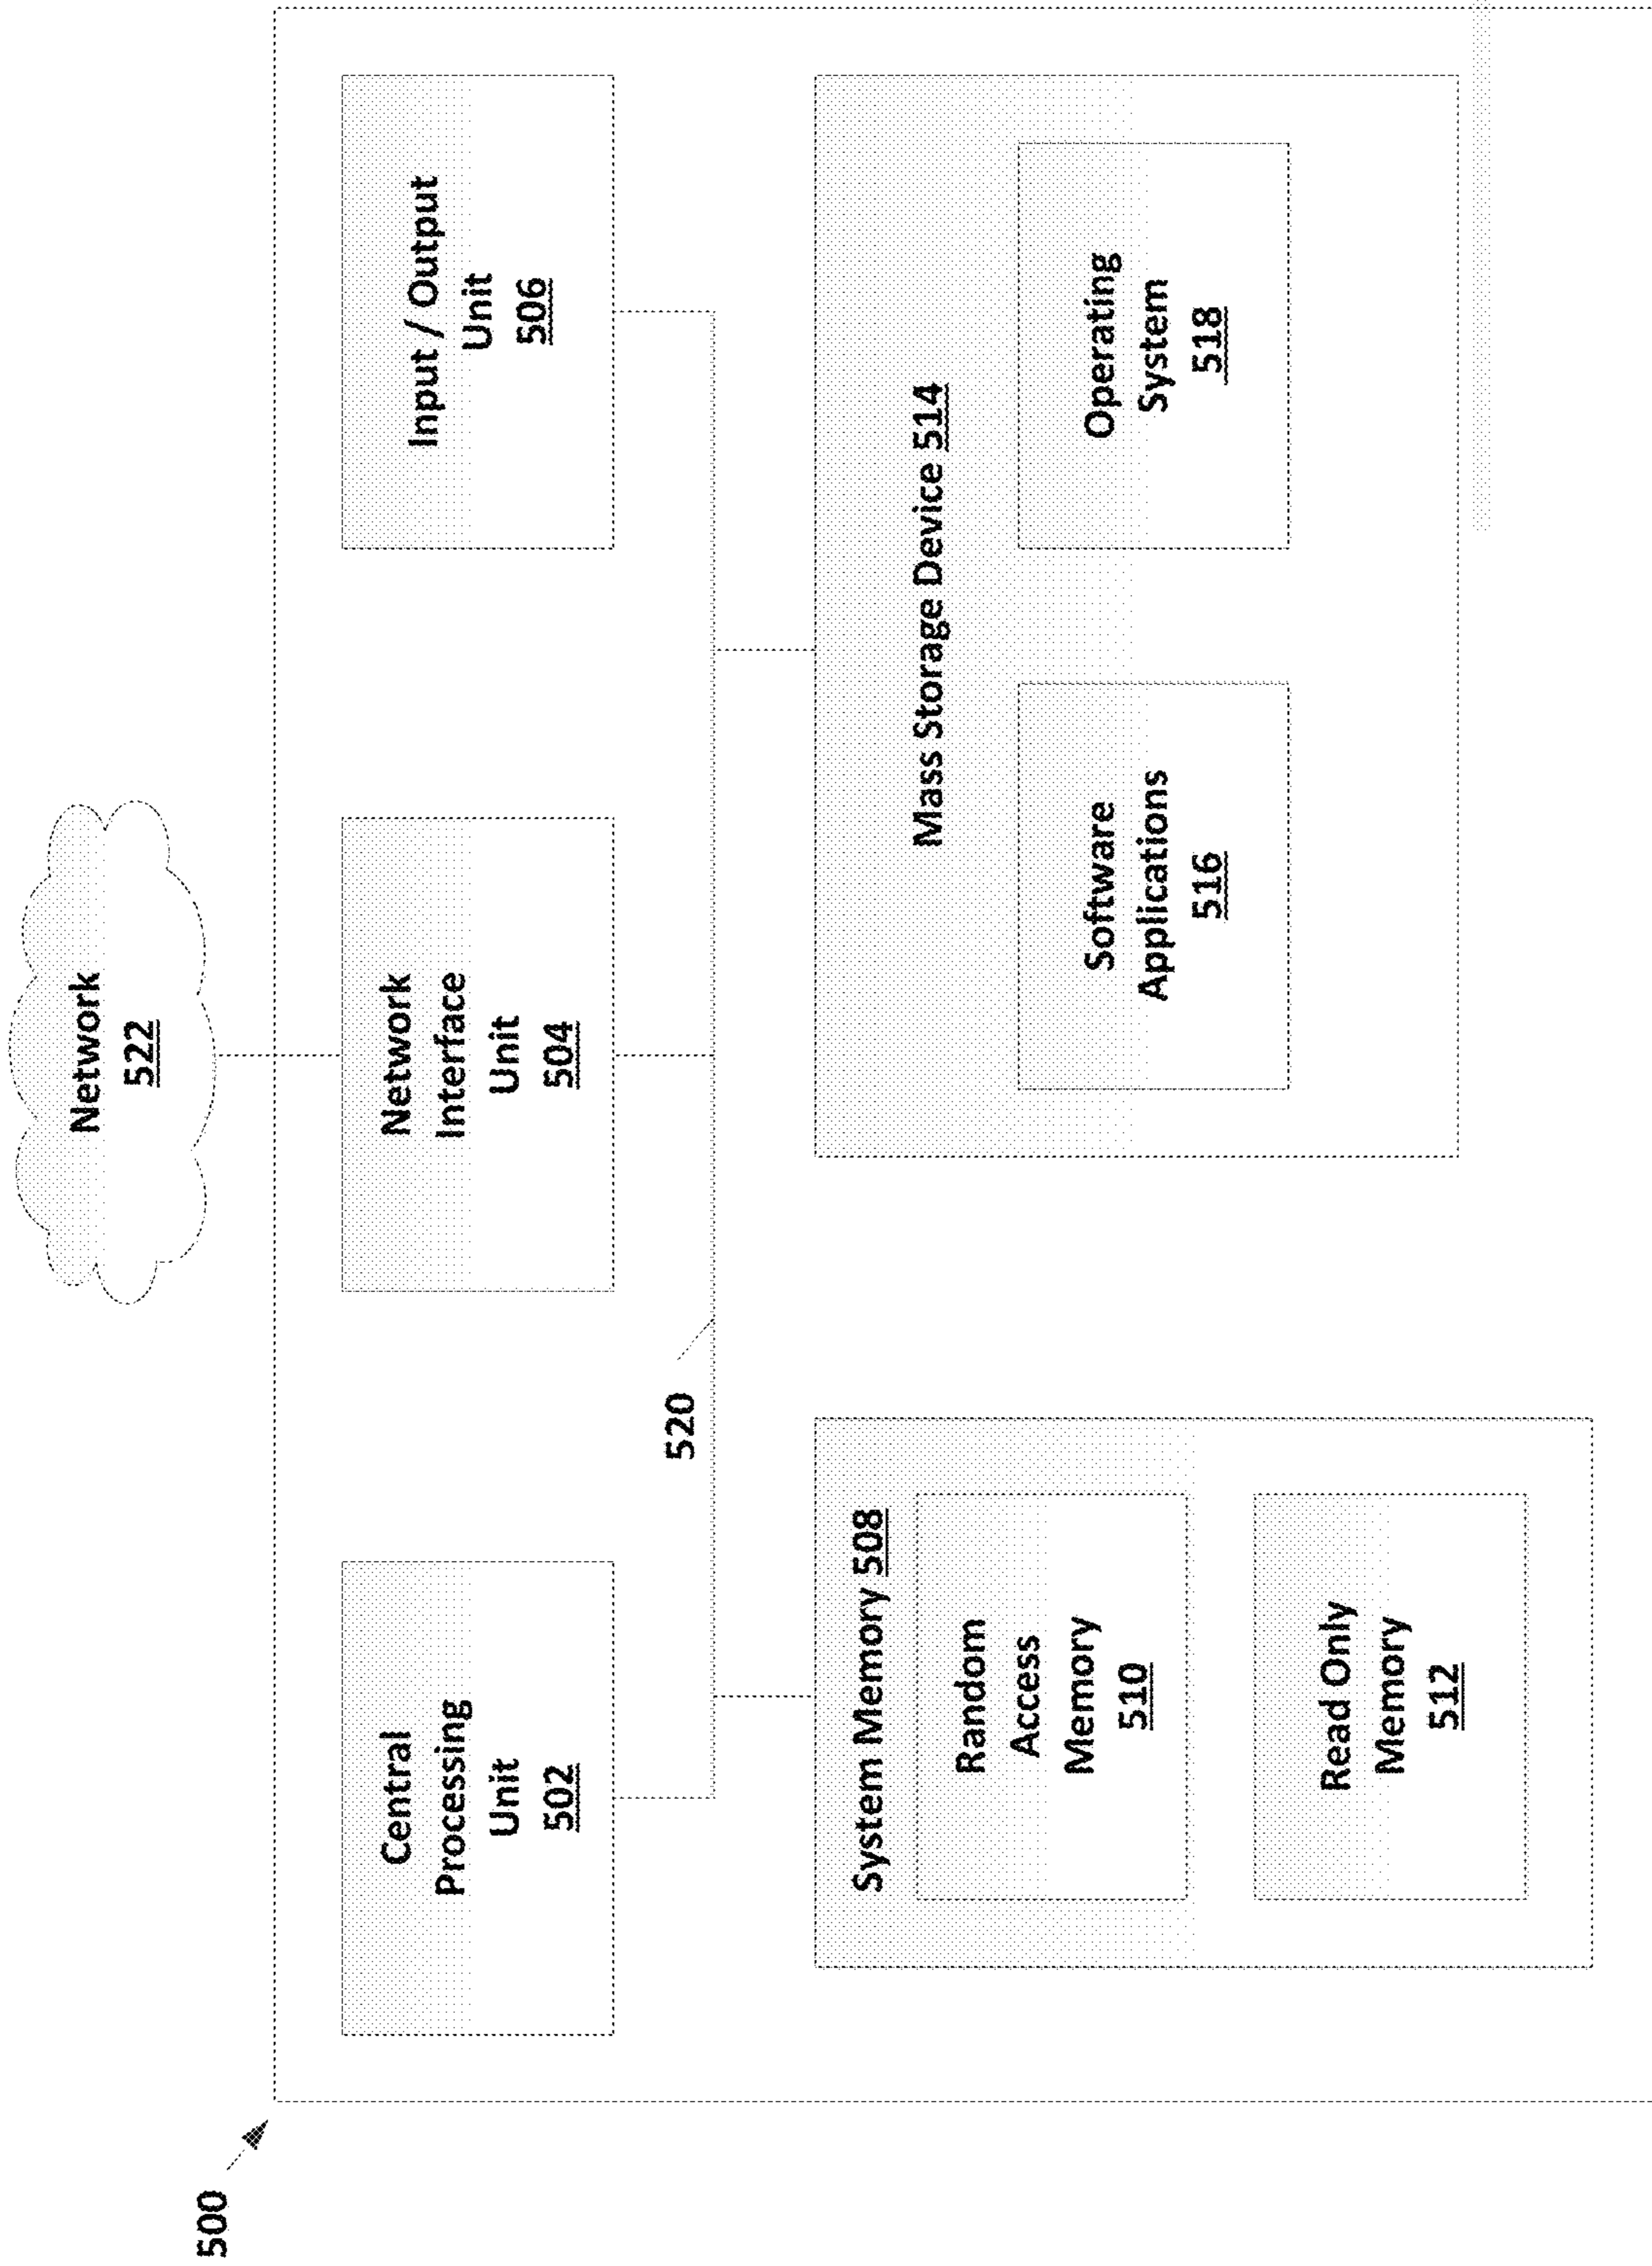 500
Network
522
Central
Processing
Unit
502
Network
Interface
Unit
504
Input / Output
Unit
506
520
System Memory 508
Random
Access
Memory
510
Read Only
Memory
512
Mass Storage Device 514
Software
Applications
516
Operating
System
518